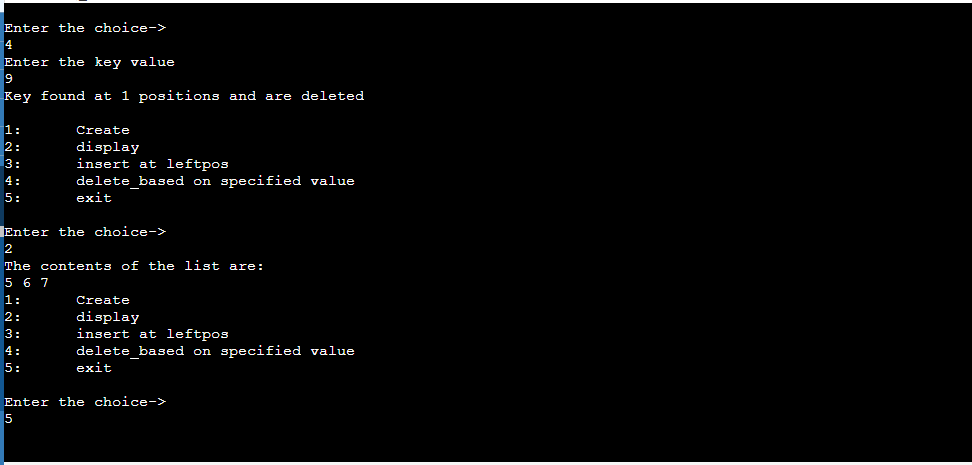 Enter the choice->
4
Enter the key value
9
Key found at 1 positions and are deleted
1: Create
2: display
3: insert at leftpos
4: delete_based on specified value
5: exit
Enter the choice->
2
The contents of the list are:
5 6 7
1: Create
2: display
3: insert at leftpos
4: delete_based on specified value
5: exit
Enter the choice->
5